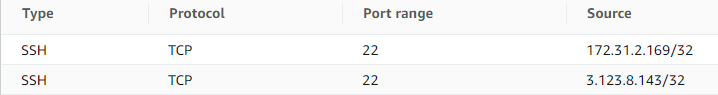 Type Protocol Port range Source
SSH TCP 22 172.31.2.169/32
SSH TCP 22 3.123.8.143/32